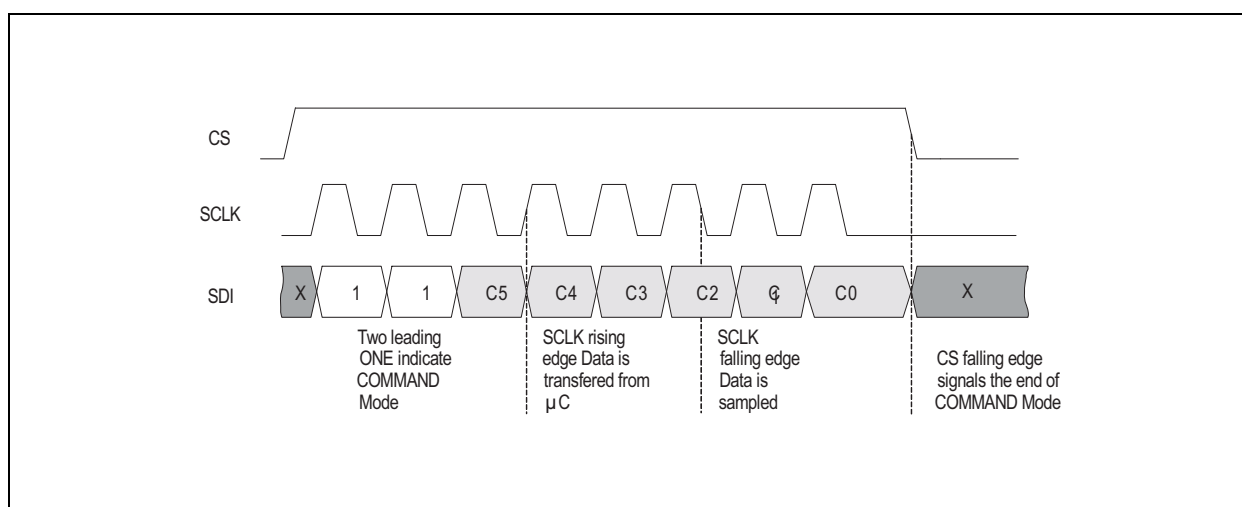 CS
SCLK
SDI
X 1 1 C5 C4 C3 C2 C1 C0 X
Two leading
ONE indicate
COMMAND
Mode
SCLK rising
edge Data is
transfered from
µC
SCLK
falling edge
Data is
sampled
CS falling edge
signals the end of
COMMAND Mode